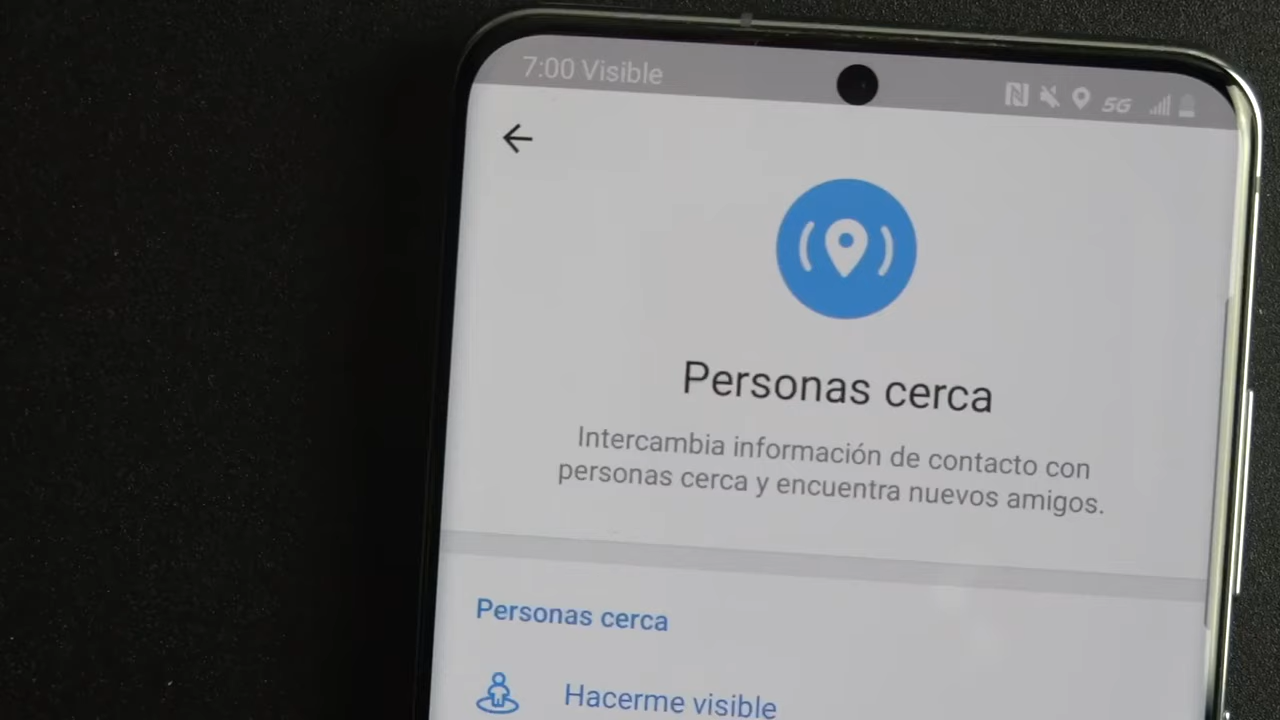 7:00 Visible
5G
Personas cerca
Intercambia información de contacto con
personas cerca y encuentra nuevos amigos.
Personas cerca
Hacerme visible